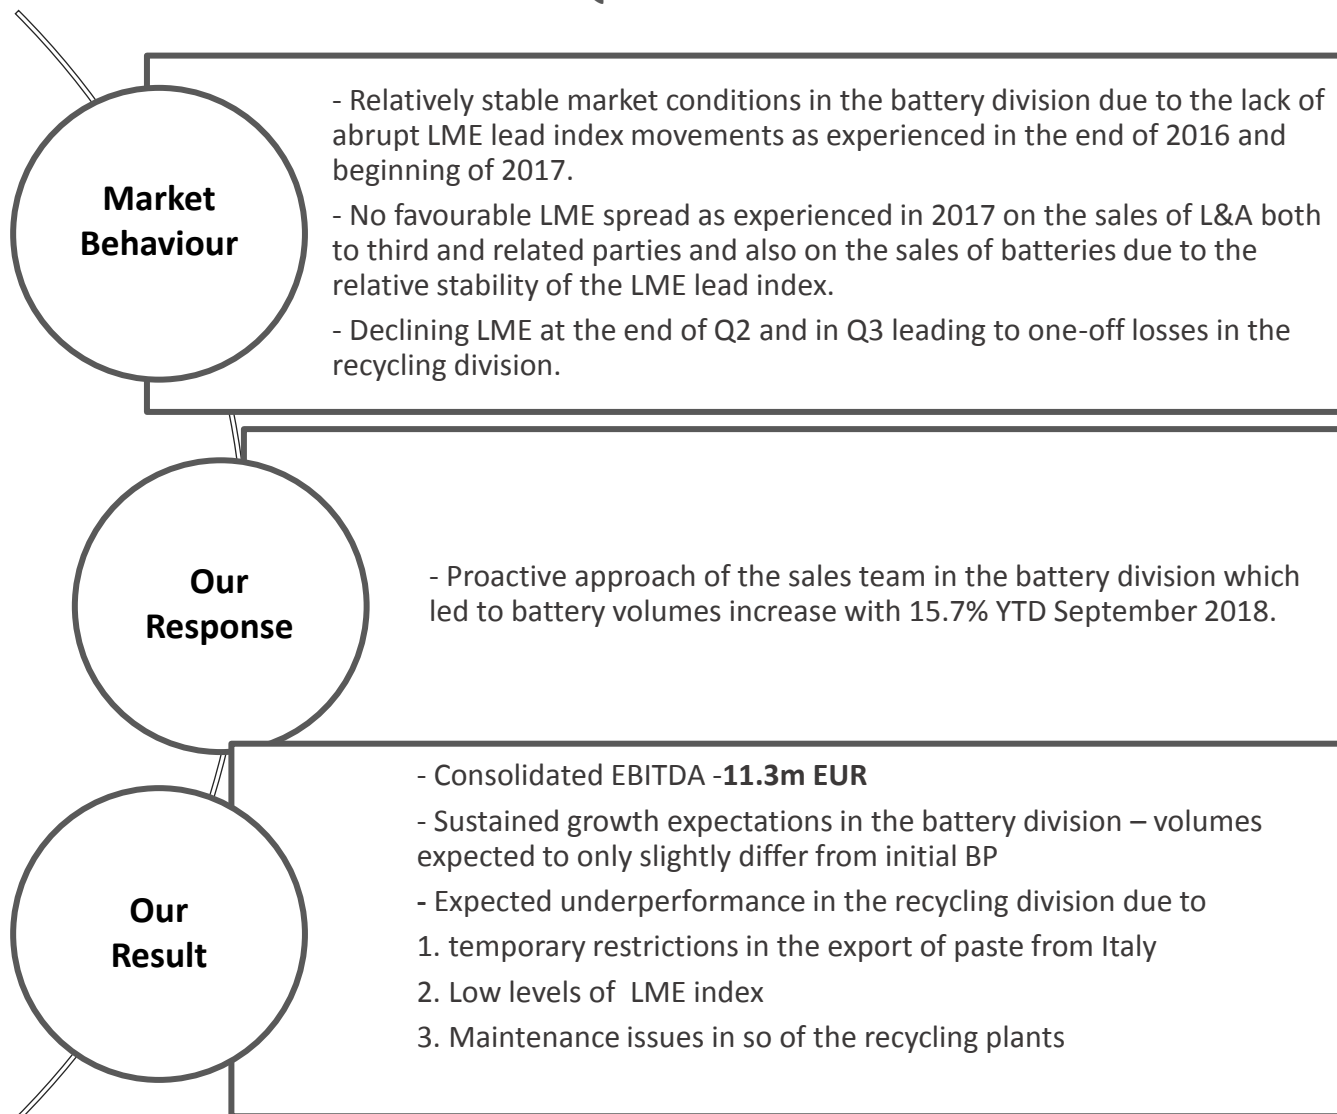 Market
Behaviour
- Relatively stable market conditions in the battery division due to the lack of
abrupt LME lead index movements as experienced in the end of 2016 and
beginning of 2017.
- No favourable LME spread as experienced in 2017 on the sales of L&A both
to third and related parties and also on the sales of batteries due to the
relative stability of the LME lead index.
- Declining LME at the end of Q2 and in Q3 leading to one-off losses in the
recycling division.
Our
Response
- Proactive approach of the sales team in the battery division which
led to battery volumes increase with 15.7% YTD September 2018.
Our
Result
- Consolidated EBITDA -11.3m EUR
- Sustained growth expectations in the battery division – volumes
expected to only slightly differ from initial BP
- Expected underperformance in the recycling division due to
1. temporary restrictions in the export of paste from Italy
2. Low levels of  LME index
3. Maintenance issues in so of the recycling plants